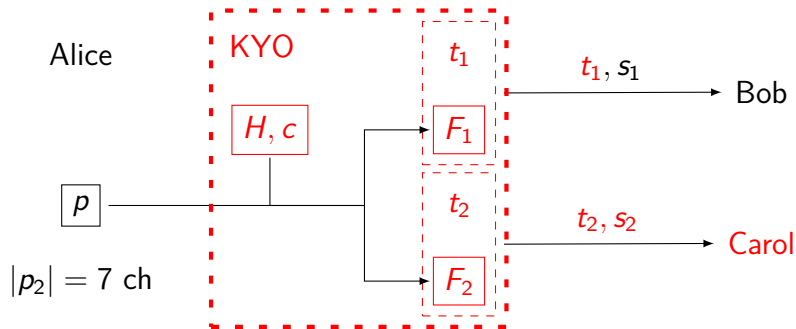 Alice
KYO
t₁
t₁, s₁
Bob
H, c
F₁
p
t₂
t₂, s₂
Carol
|p₂| = 7 ch
F₂